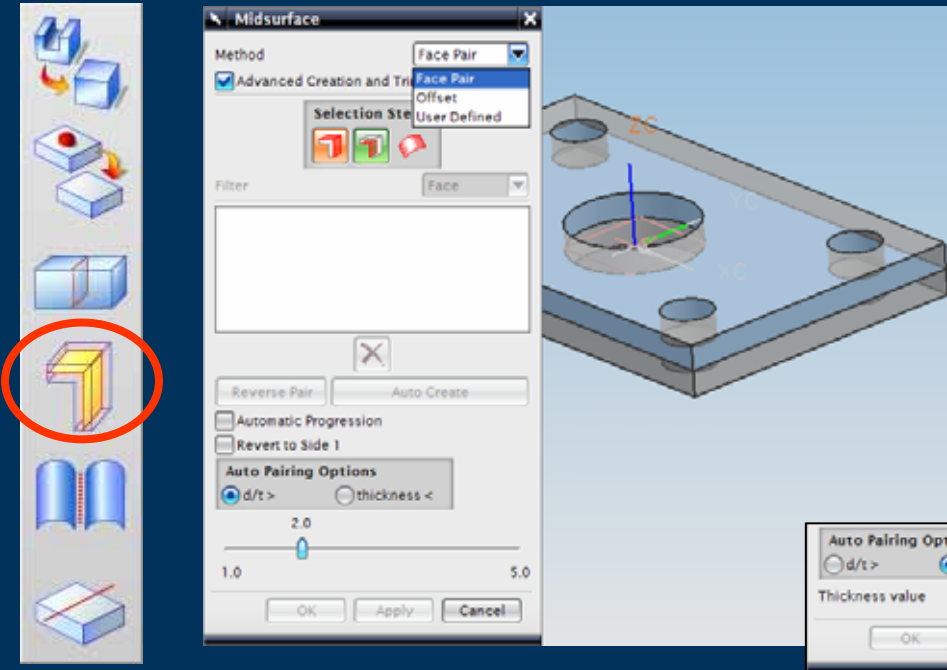 Midsurface
Method
Face Pair
Advanced Creation and Tri
Face Pair
Offset
User Defined
Selection Ste
Filter
Face
Reverse Pair
Auto Create
Automatic Progression
Revert to Side 1
Auto Pairing Options
d/t >
thickness <
2.0
1.0
5.0
OK
Apply
Cancel
ZC
YC
XC
Auto Pairing Opt
d/t >
Thickness value
OK